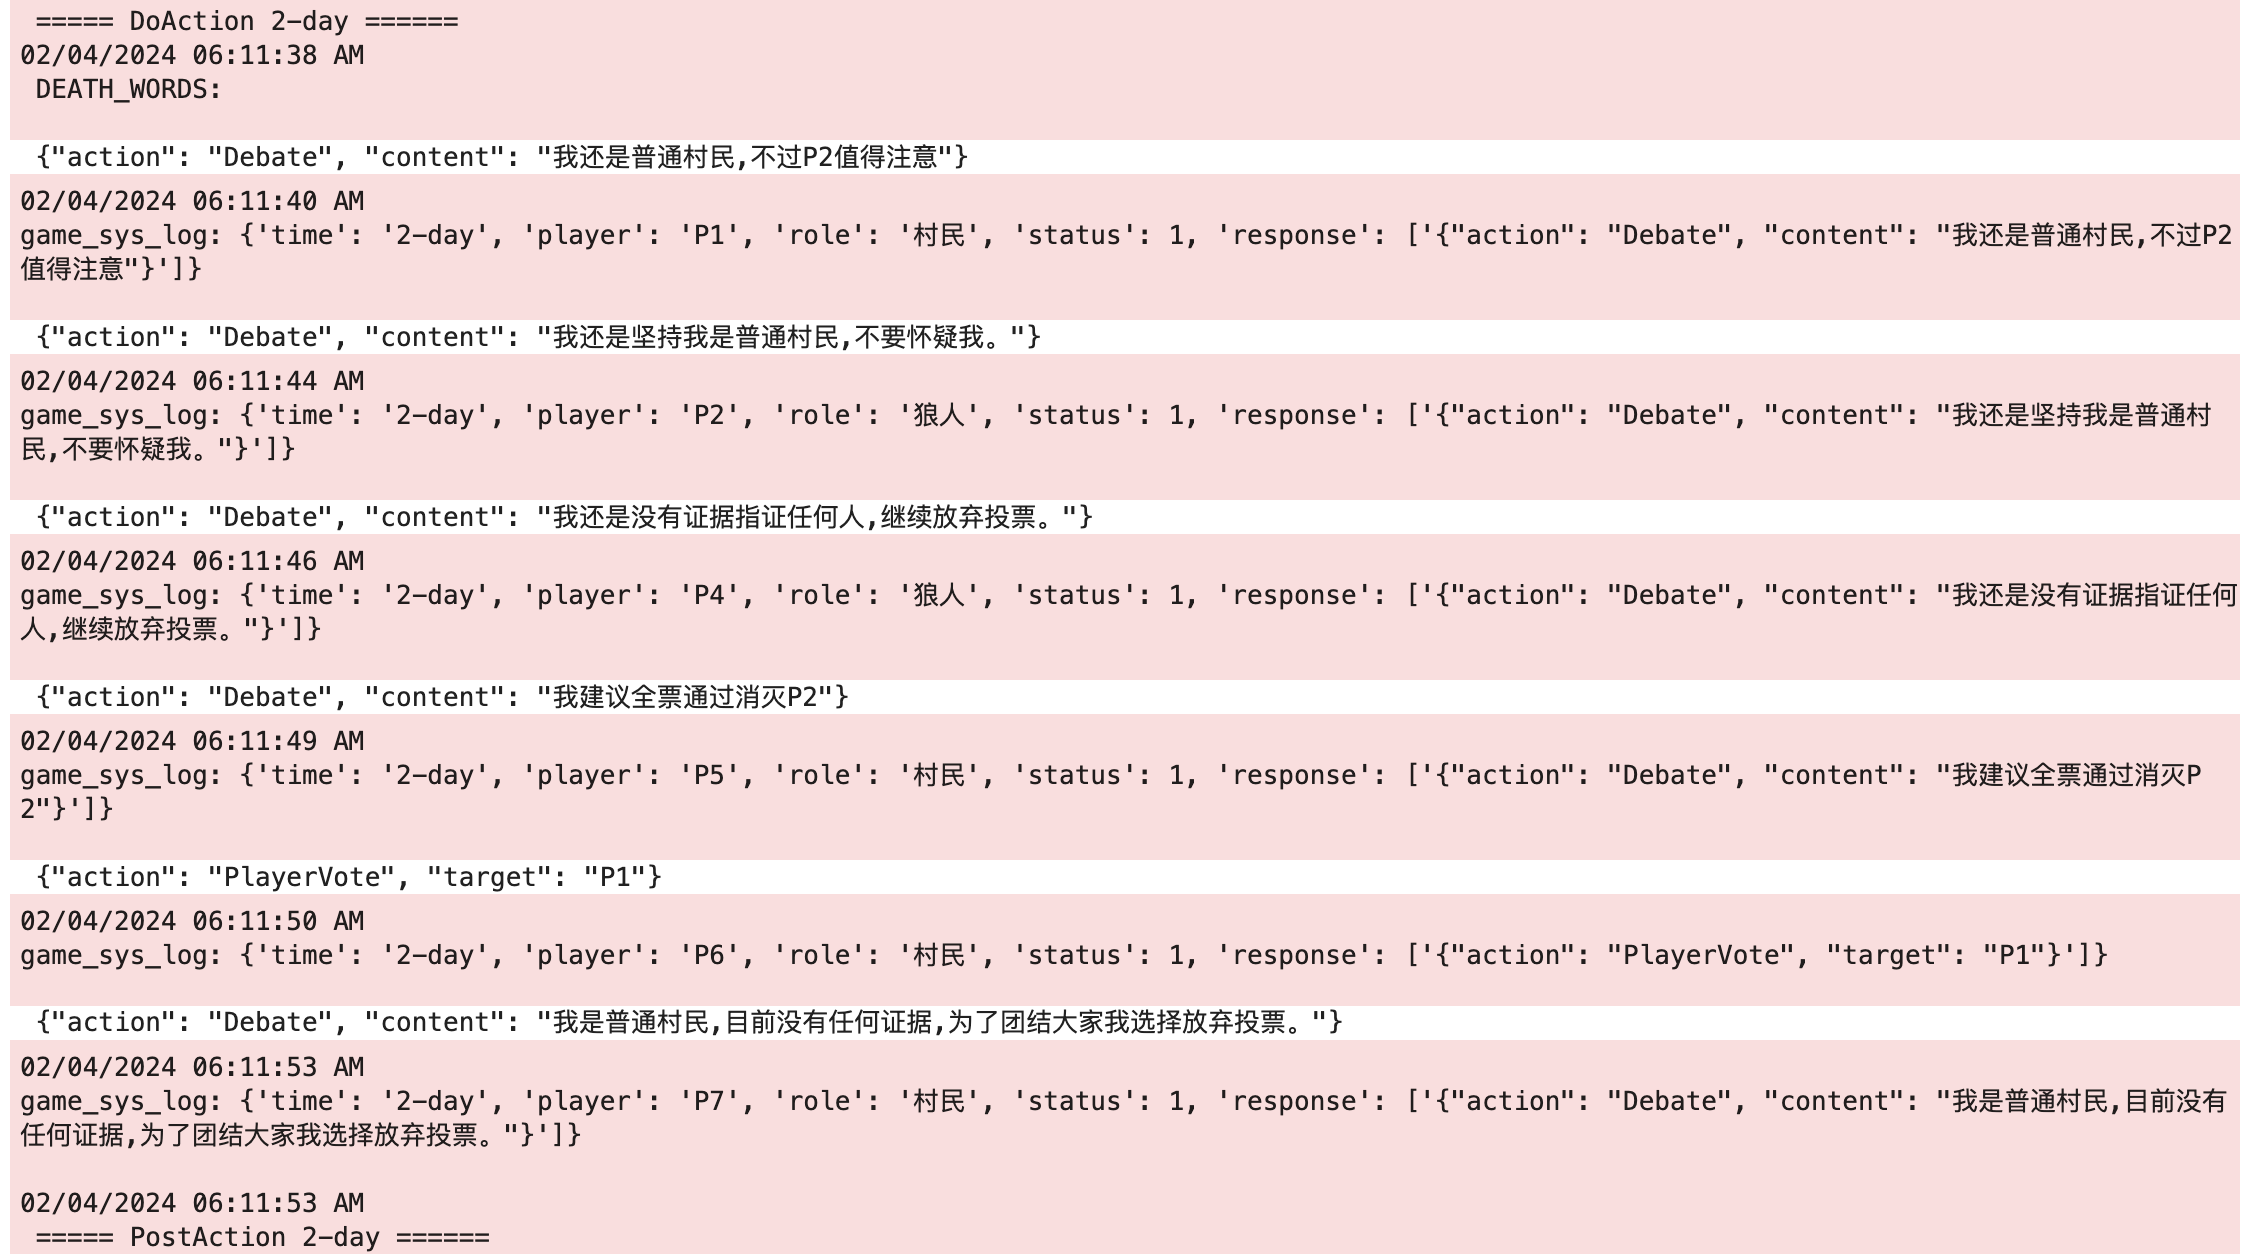 ===== DoAction 2-day ======
02/04/2024 06:11:38 AM
DEATH_WORDS:
{"action": "Debate", "content": "我还是普通村民,不过P2值得注意"}
02/04/2024 06:11:40 AM
game_sys_log: {'time': '2-day', 'player': 'P1', 'role': '村民', 'status': 1, 'response': ['{"action": "Debate", "content": "我还是普通村民,不过P2
值得注意"}']}
{"action": "Debate", "content": "我还是坚持我是普通村民,不要怀疑我。"}
02/04/2024 06:11:44 AM
game_sys_log: {'time': '2-day', 'player': 'P2', 'role': '狼人', 'status': 1, 'response': ['{"action": "Debate", "content": "我还是坚持我是普通村
民,不要怀疑我。"}']}
{"action": "Debate", "content": "我还是没有证据指证任何人,继续放弃投票。"}
02/04/2024 06:11:46 AM
game_sys_log: {'time': '2-day', 'player': 'P4', 'role': '狼人', 'status': 1, 'response': ['{"action": "Debate", "content": "我还是没有证据指证任何
人,继续放弃投票。"}']}
{"action": "Debate", "content": "我建议全票通过消灭P2"}
02/04/2024 06:11:49 AM
game_sys_log: {'time': '2-day', 'player': 'P5', 'role': '村民', 'status': 1, 'response': ['{"action": "Debate", "content": "我建议全票通过消灭P
2"}']}
{"action": "PlayerVote", "target": "P1"}
02/04/2024 06:11:50 AM
game_sys_log: {'time': '2-day', 'player': 'P6', 'role': '村民', 'status': 1, 'response': ['{"action": "PlayerVote", "target": "P1"}']}
{"action": "Debate", "content": "我是普通村民,目前没有任何证据,为了团结大家我选择放弃投票。"}
02/04/2024 06:11:53 AM
game_sys_log: {'time': '2-day', 'player': 'P7', 'role': '村民', 'status': 1, 'response': ['{"action": "Debate", "content": "我是普通村民,目前没有
任何证据,为了团结大家我选择放弃投票。"}']}
02/04/2024 06:11:53 AM
===== PostAction 2-day ======